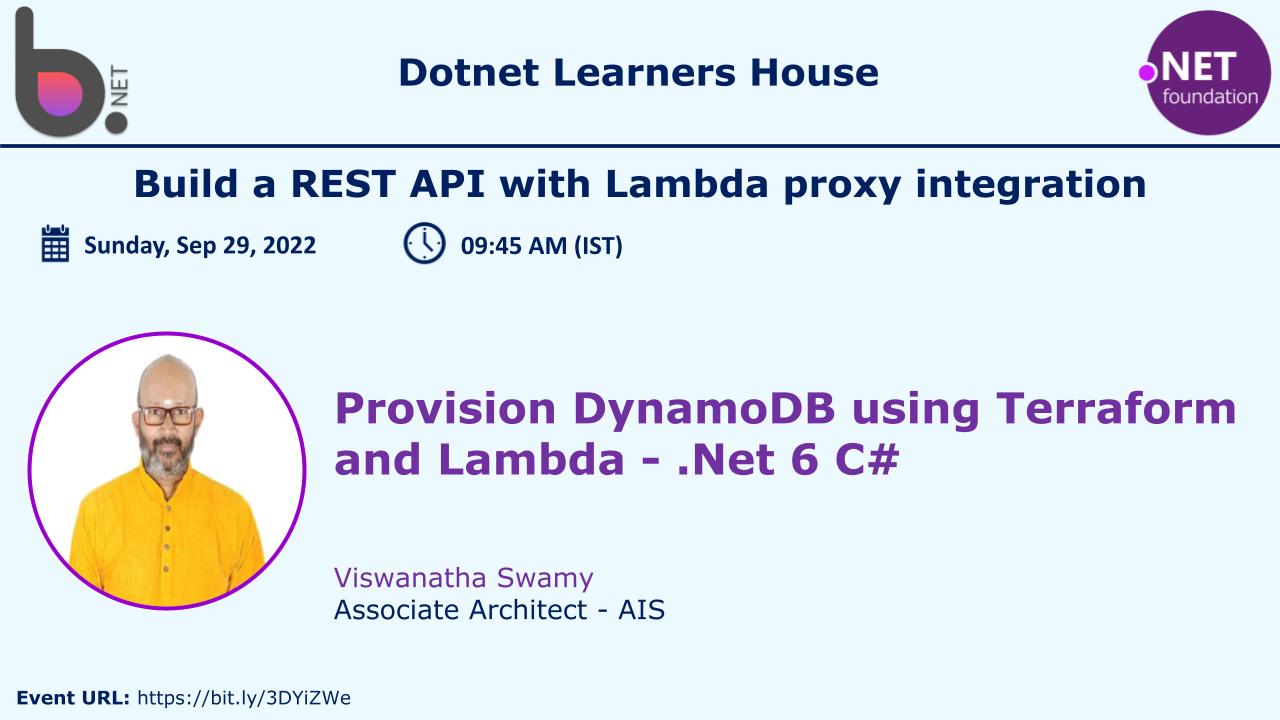 .NET
Dotnet Learners House
.NET
foundation
Build a REST API with Lambda proxy integration
Sunday, Sep 29, 2022
09:45 AM (IST)
Provision DynamoDB using Terraform
and Lambda - .Net 6 C#
Viswanatha Swamy
Associate Architect - AIS
Event URL: https://bit.ly/3DYiZWe